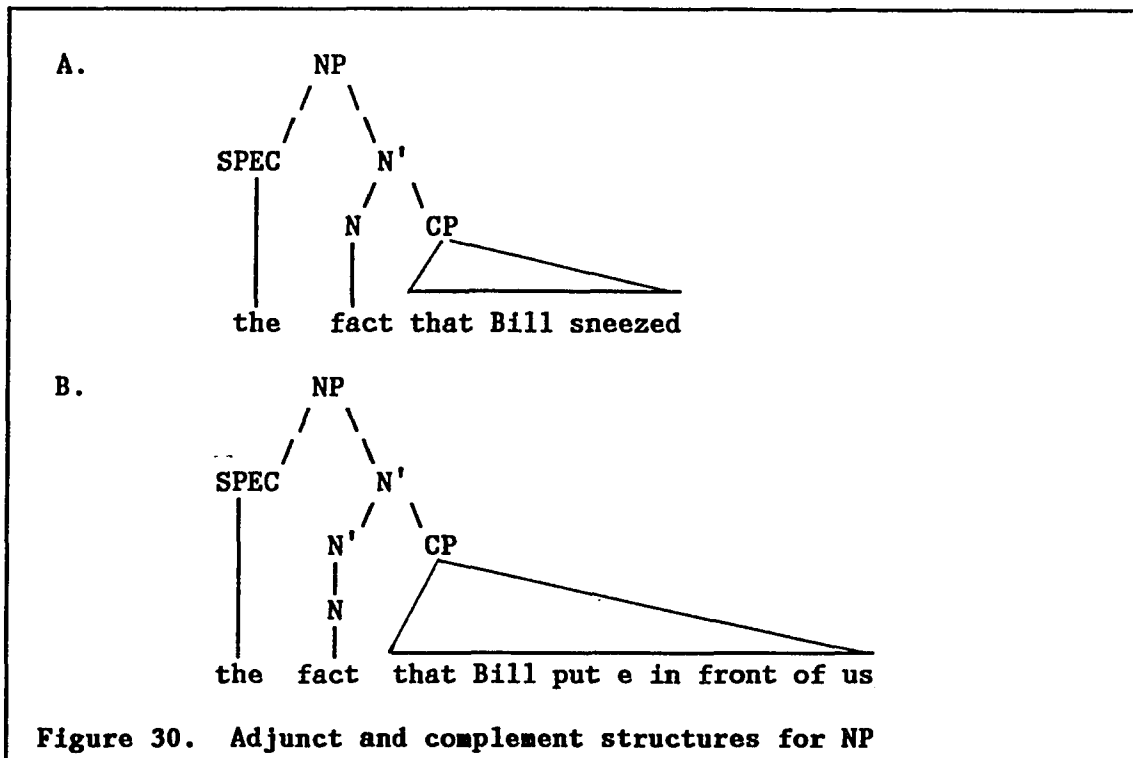 A.
NP
SPEC N'
N CP
the fact that Bill sneezed
B.
NP
SPEC N'
N' CP
N
the fact that Bill put e in front of us
Figure 30. Adjunct and complement structures for NP